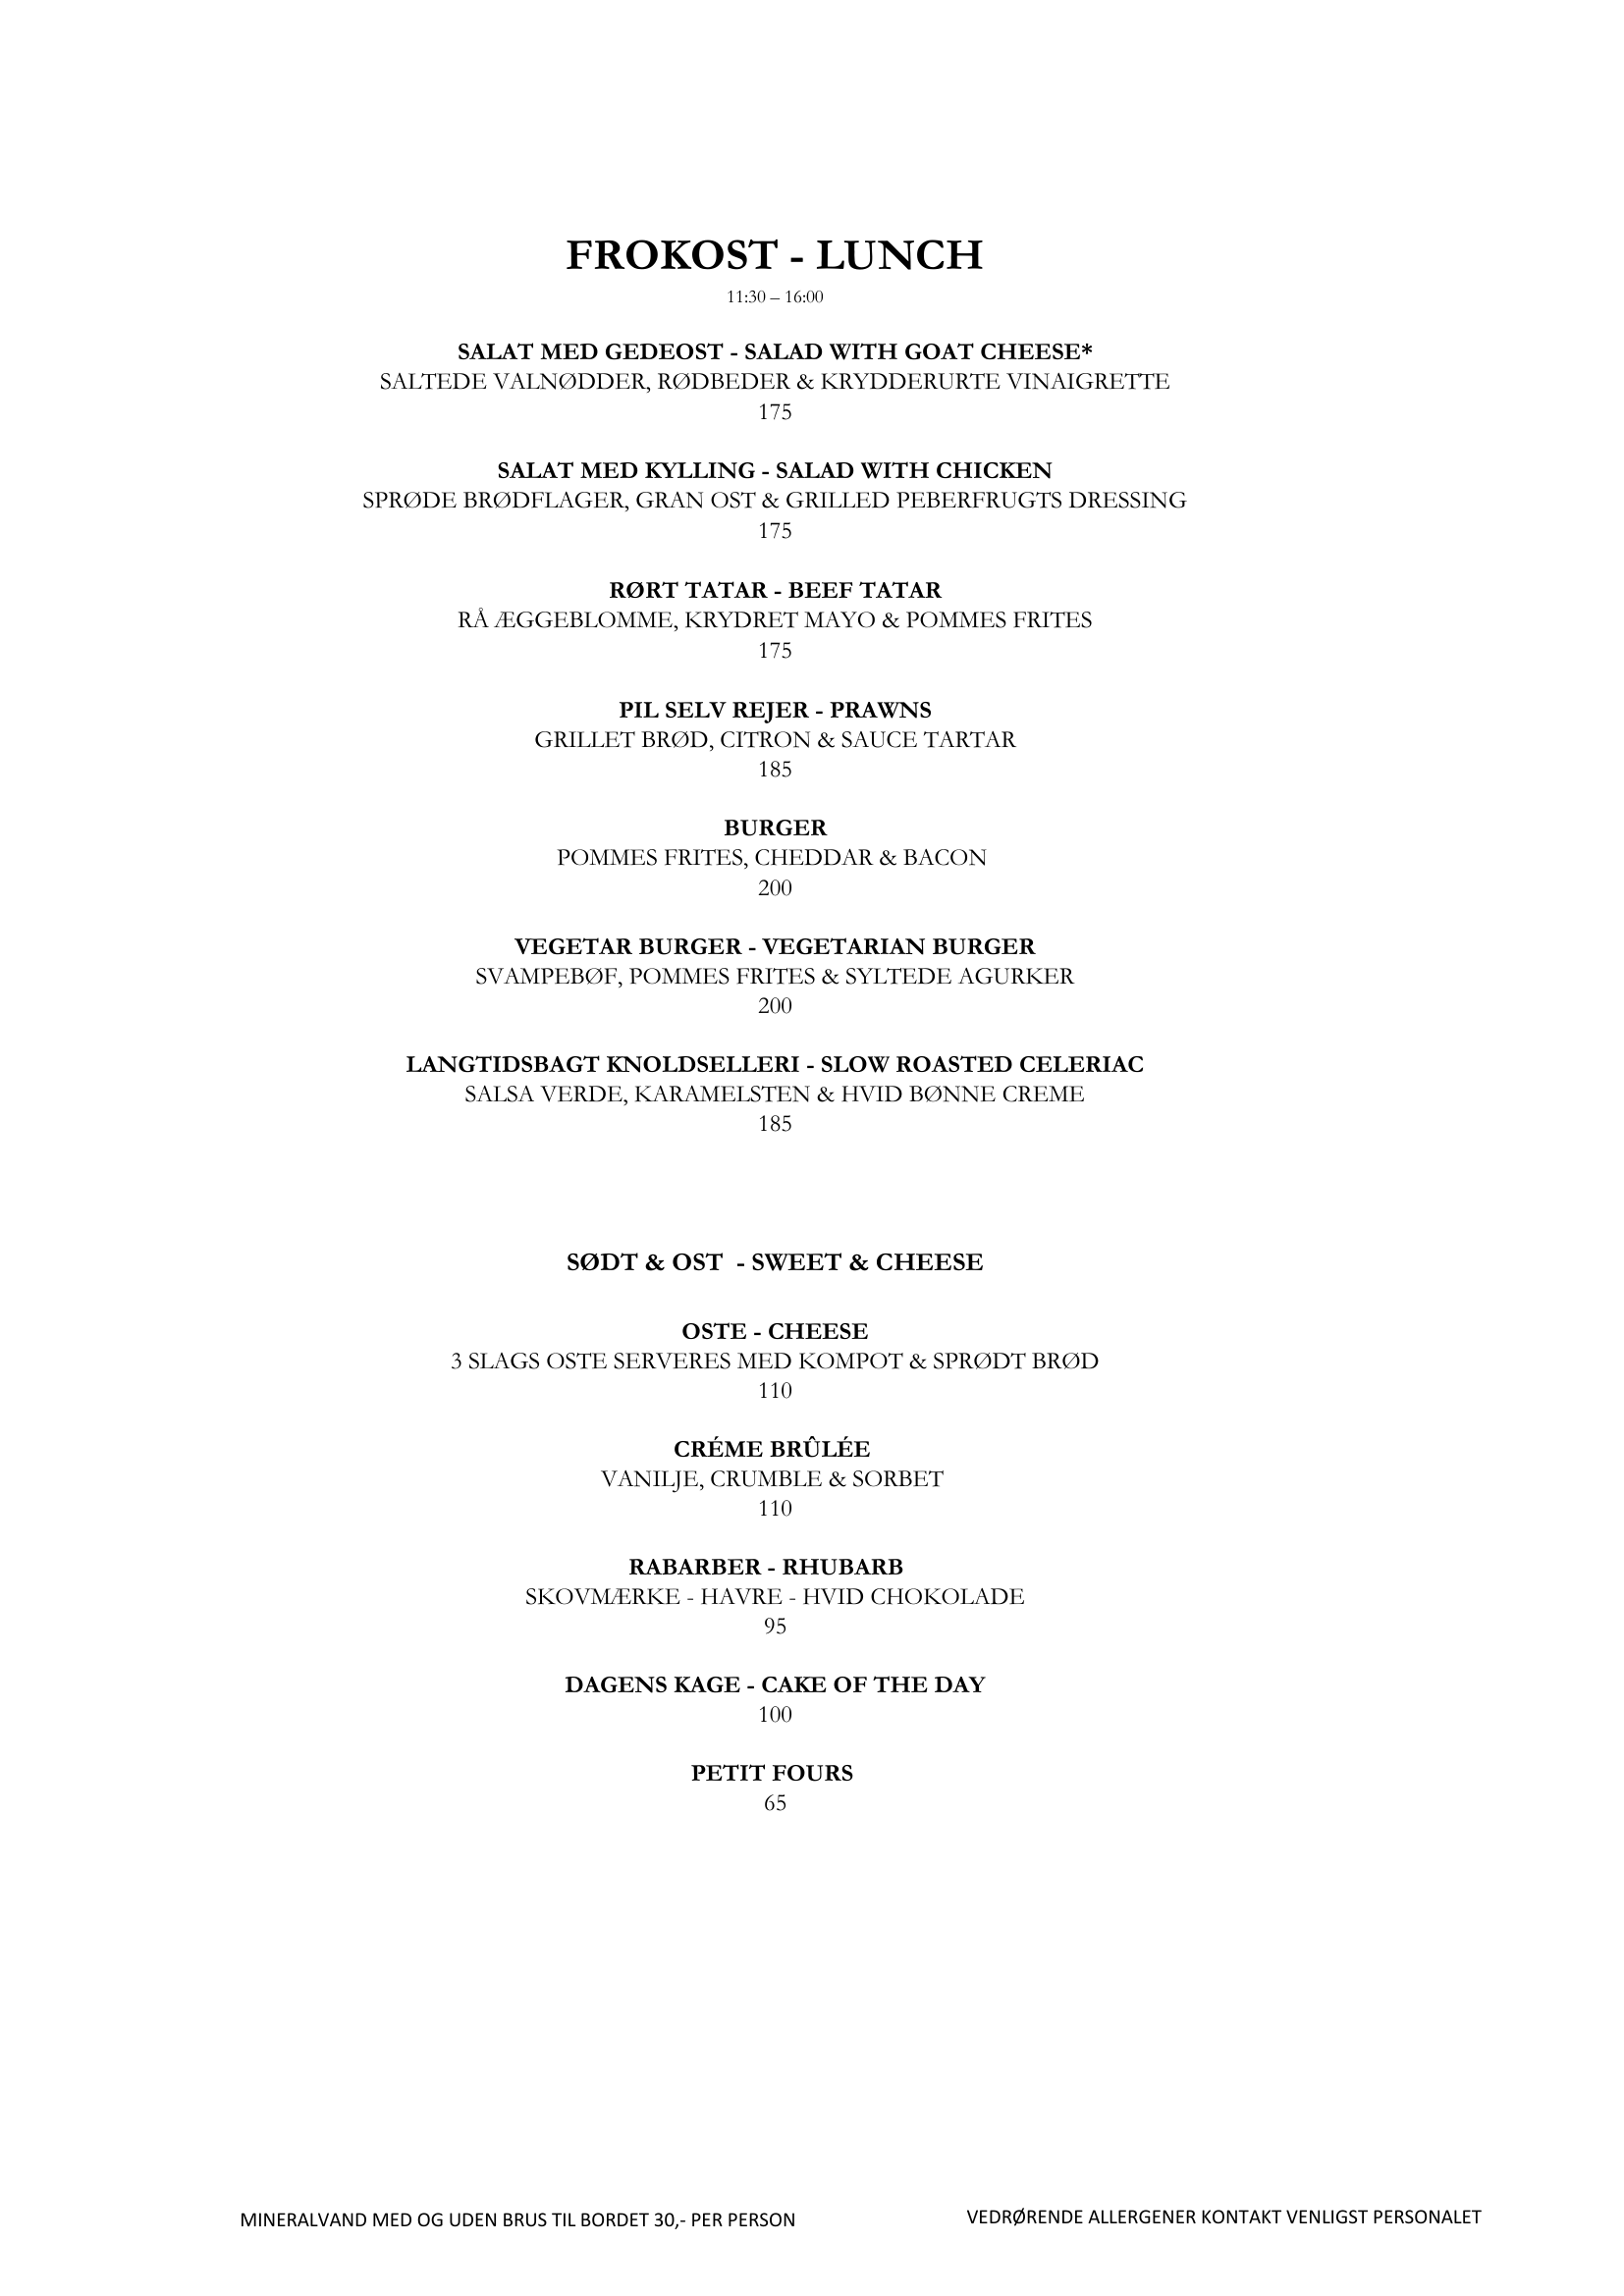 FROKOST - LUNCH
11:30 – 16:00
SALAT MED GEDEOST - SALAD WITH GOAT CHEESE*
SALTEDE VALNØDDER, RØDBEDER & KRYDDERURTE VINAIGRETTE
175
SALAT MED KYLLING - SALAD WITH CHICKEN
SPRØDE BRØDFLAGER, GRAN OST & GRILLED PEBERFRUGTS DRESSING
175
RØRT TATAR - BEEF TATAR
RÅ ÆGGEBLOMME, KRYDRET MAYO & POMMES FRITES
175
PIL SELV REJER - PRAWNS
GRILLET BRØD, CITRON & SAUCE TARTAR
185
BURGER
POMMES FRITES, CHEDDAR & BACON
200
VEGETAR BURGER - VEGETARIAN BURGER
SVAMPEBØF, POMMES FRITES & SYLTEDE AGURKER
200
LANGTIDSBAGT KNOLDSELLERI - SLOW ROASTED CELERIAC
SALSA VERDE, KARAMELSTEN & HVID BØNNE CREME
185
SØDT & OST - SWEET & CHEESE
OSTE - CHEESE
3 SLAGS OSTE SERVERES MED KOMPOT & SPRØDT BRØD
110
CRÉME BRÛLÉE
VANILJE, CRUMBLE & SORBET
110
RABARBER - RHUBARB
SKOVMÆRKE - HAVRE - HVID CHOKOLADE
95
DAGENS KAGE - CAKE OF THE DAY
100
PETIT FOURS
65
MINERALVAND MED OG UDEN BRUS TIL BORDET 30,- PER PERSON
VEDRØRENDE ALLERGENER KONTAKT VENLIGST PERSONALET